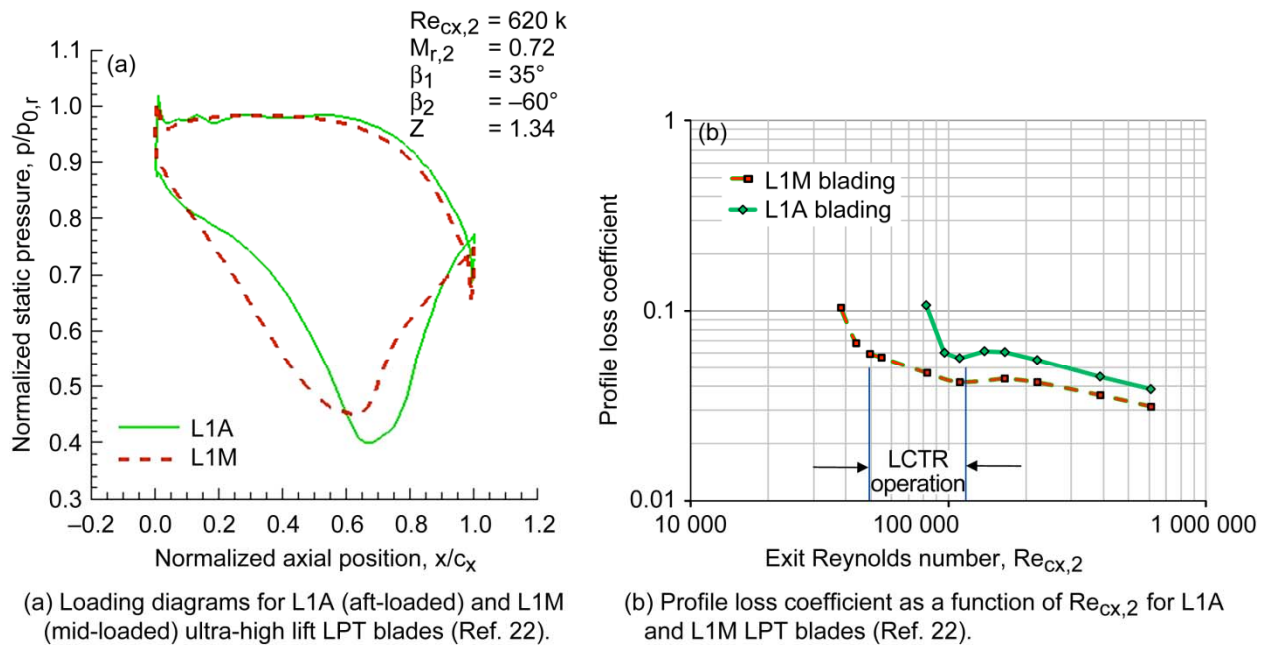 Re_cx,2 = 620 k
M_r,2 = 0.72
β_1 = 35°
β_2 = –60°
Z = 1.34
(a)
Normalized static pressure, p/p_0,r
1.1
1.0
0.9
0.8
0.7
0.6
0.5
0.4
0.3
L1A
L1M
–0.2 0.0 0.2 0.4 0.6 0.8 1.0 1.2
Normalized axial position, x/c_x
(a) Loading diagrams for L1A (aft-loaded) and L1M
(mid-loaded) ultra-high lift LPT blades (Ref. 22).
(b)
Profile loss coefficient
1
0.1
0.01
L1M blading
L1A blading
LCTR
operation
10 000 100 000 1 000 000
Exit Reynolds number, Re_cx,2
(b) Profile loss coefficient as a function of Re_cx,2 for L1A
and L1M LPT blades (Ref. 22).